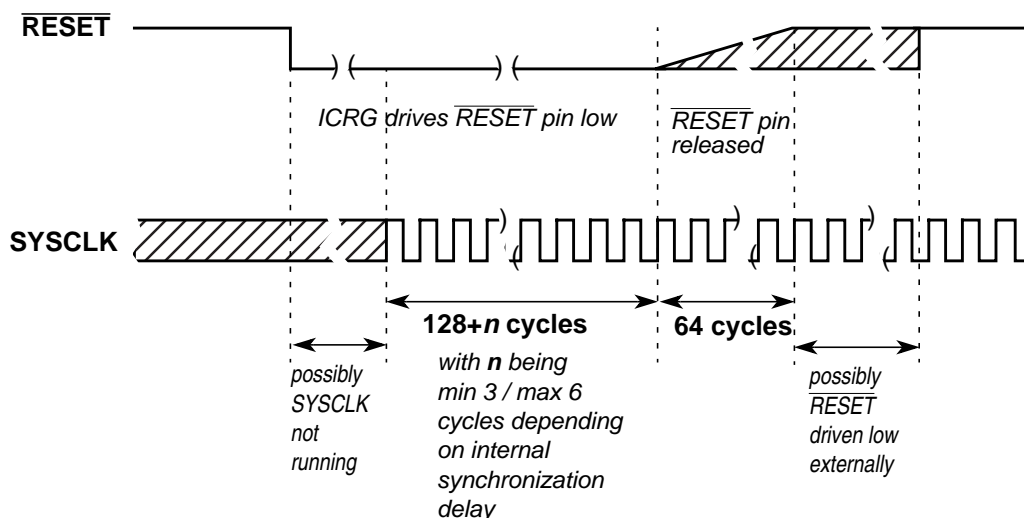 RESET
ICRG drives RESET pin low
RESET pin
released
SYSCLK
128+n cycles
64 cycles
with n being
min 3 / max 6
cycles depending
on internal
synchronization
delay
possibly
SYSCLK
not
running
possibly
RESET
driven low
externally